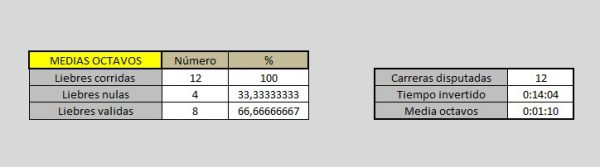 MEDIAS OCTAVOS Número %
Liebres corridas 12 100
Liebres nulas 4 33,33333333
Liebres validas 8 66,66666667
Carreras disputadas 12
Tiempo invertido 0:14:04
Media octavos 0:01:10